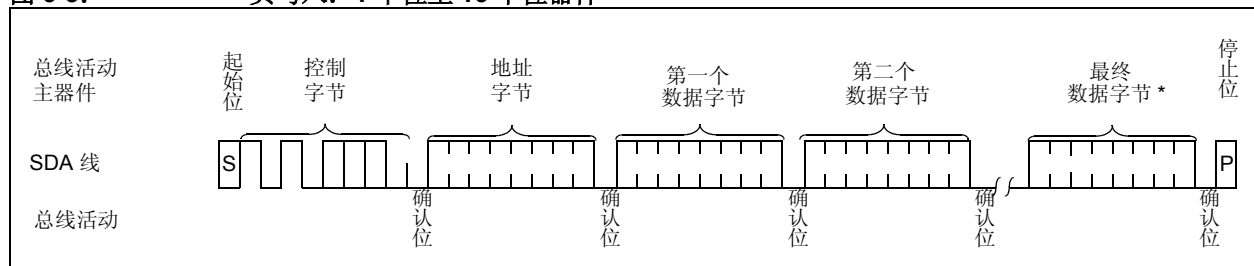 总线活动
主器件
起始位
控制
字节
地址
字节
第一个
数据字节
第二个
数据字节
最终
数据字节 *
停止位
SDA 线
S
P
总线活动
确认位
确认位
确认位
确认位
确认位